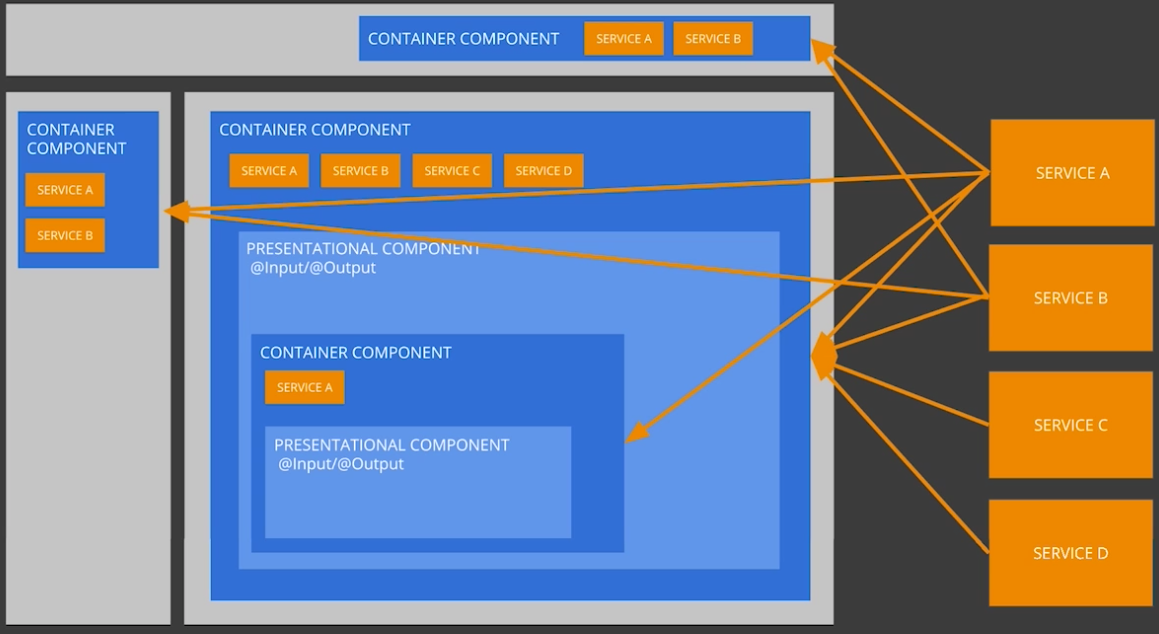 CONTAINER COMPONENT
SERVICE A
SERVICE B
CONTAINER
COMPONENT
SERVICE A
SERVICE B
CONTAINER COMPONENT
SERVICE A
SERVICE B
SERVICE C
SERVICE D
PRESENTATIONAL COMPONENT
@Input/@Output
CONTAINER COMPONENT
SERVICE A
PRESENTATIONAL COMPONENT
@Input/@Output
SERVICE A
SERVICE B
SERVICE C
SERVICE D